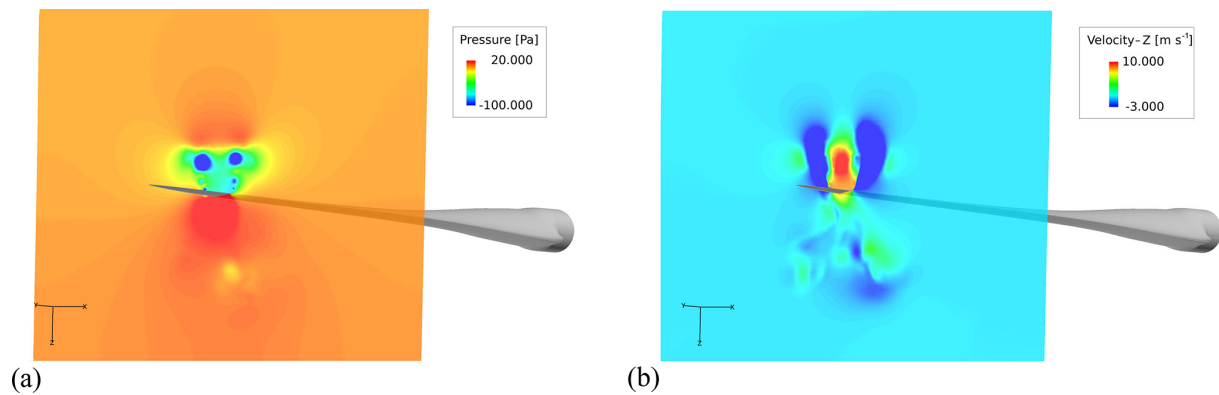 Pressure [Pa]
20.000
-100.000
Y
X
Z
(a)
Velocity-Z [m s⁻¹]
10.000
-3.000
Y
X
Z
(b)